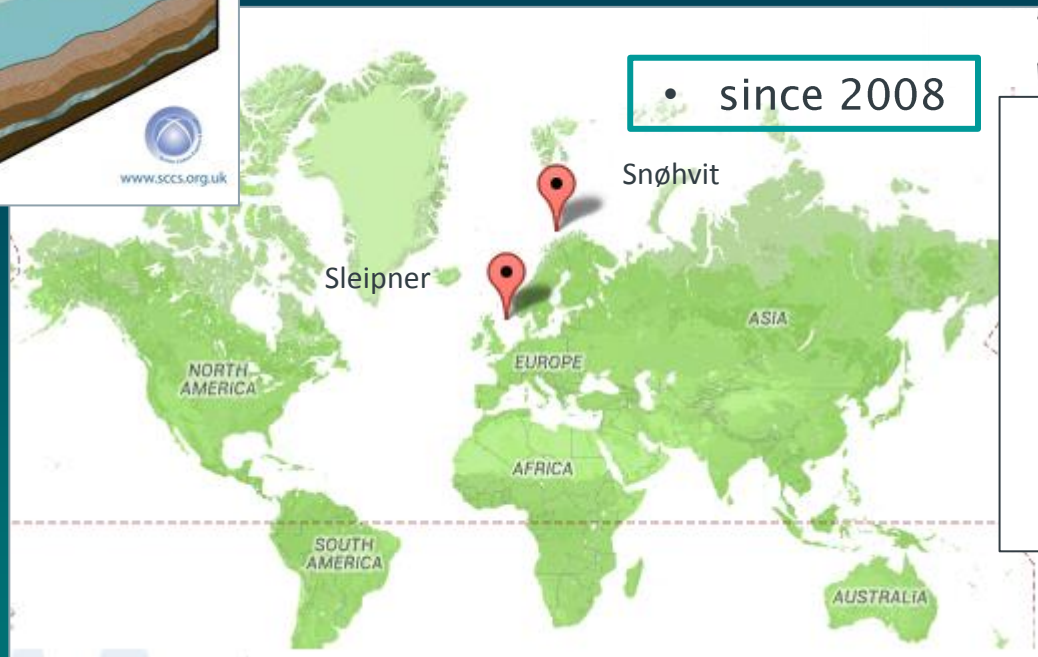 www.sccs.org.uk
• since 2008
Snøhvit
Sleipner
ASIA
EUROPE
NORTH
AMERICA
AFRICA
SOUTH
AMERICA
AUSTRALIA